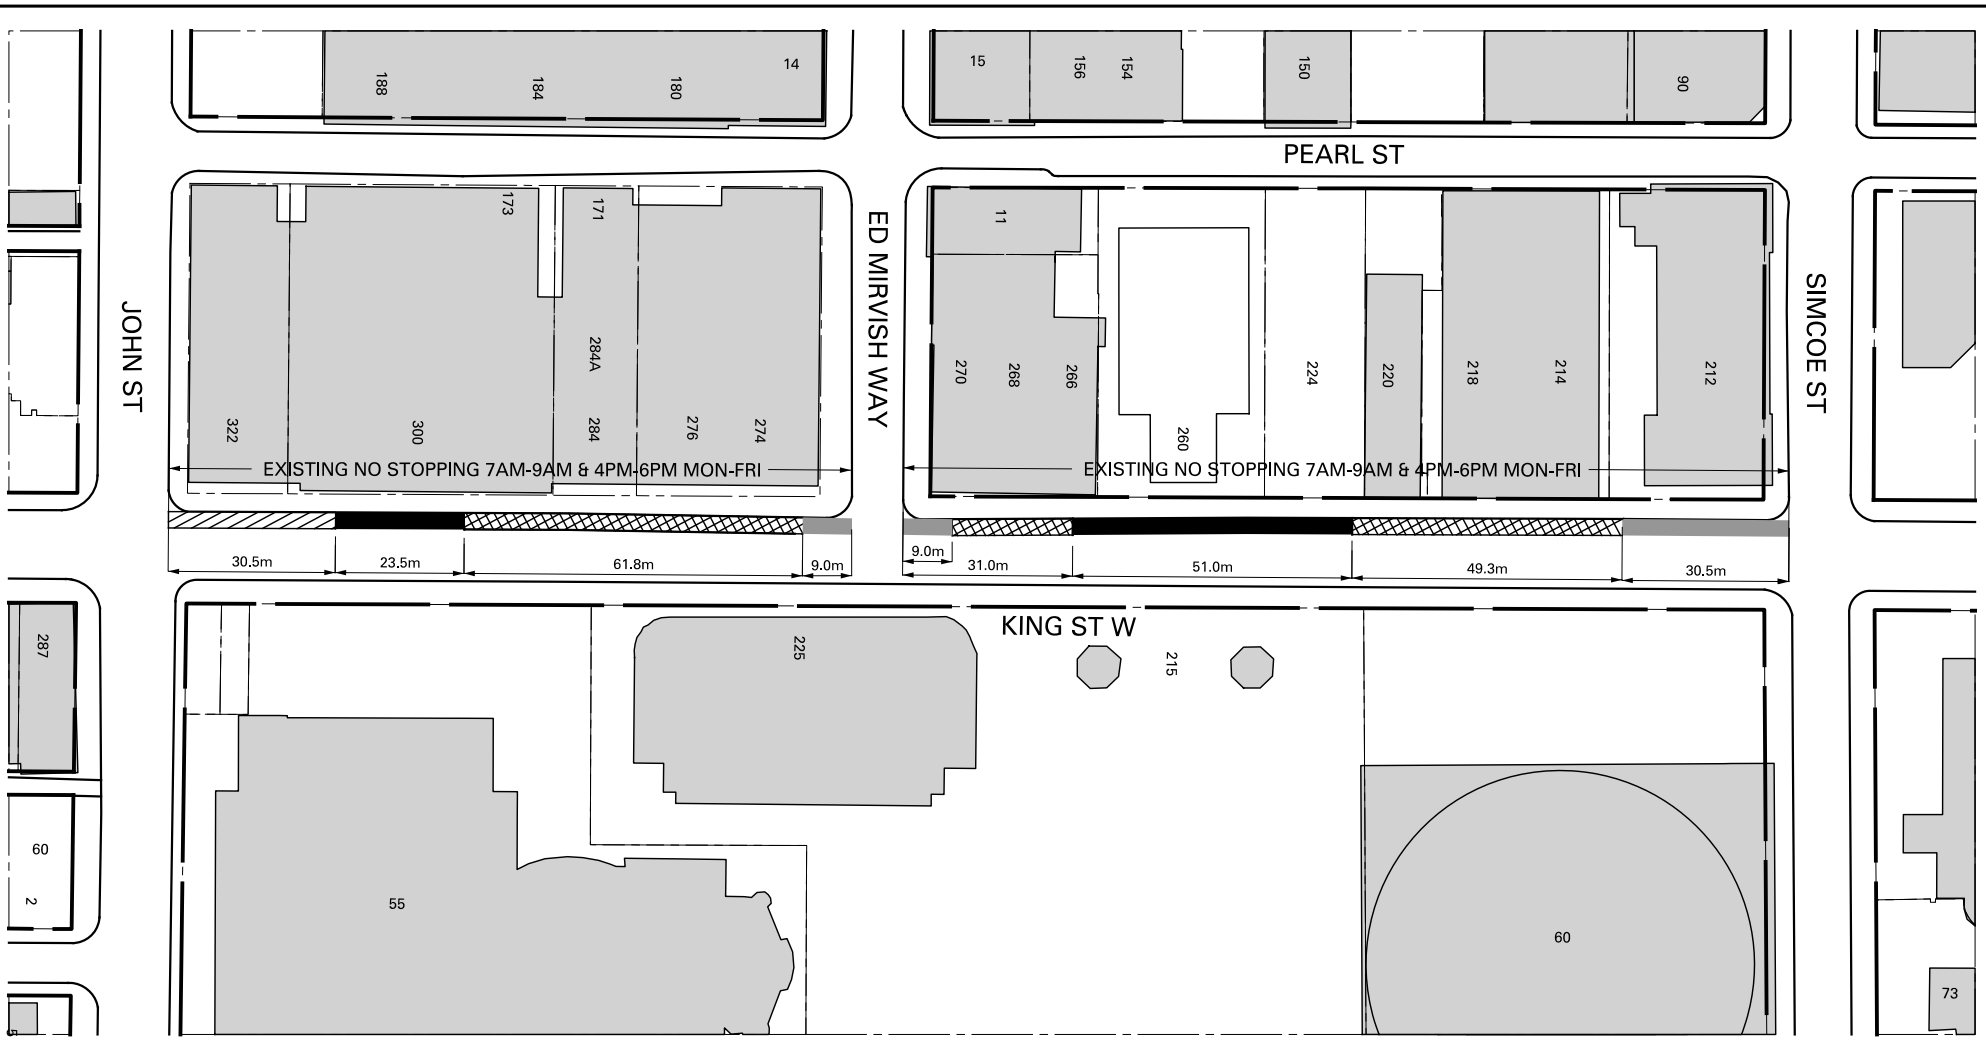 188
184
180
14
15
156
154
150
90
PEARL ST
173
171
11
JOHN ST
ED MIRVISH WAY
SIMCOE ST
284A
322
300
284
276
274
270
268
266
260
224
220
218
214
212
EXISTING NO STOPPING 7AM-9AM & 4PM-6PM MON-FRI
EXISTING NO STOPPING 7AM-9AM & 4PM-6PM MON-FRI
30.5m
23.5m
61.8m
9.0m
9.0m
31.0m
51.0m
49.3m
30.5m
KING ST W
287
225
215
60
2
55
60
73